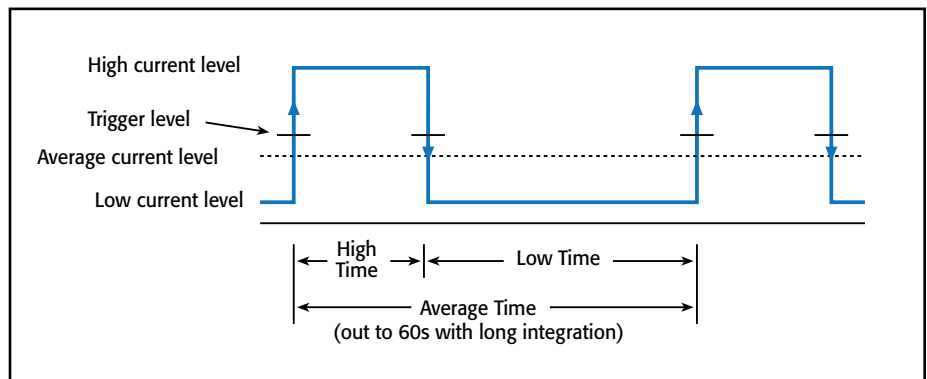 High current level
Trigger level
Average current level
Low current level
High
Time
Low Time
Average Time
(out to 60s with long integration)